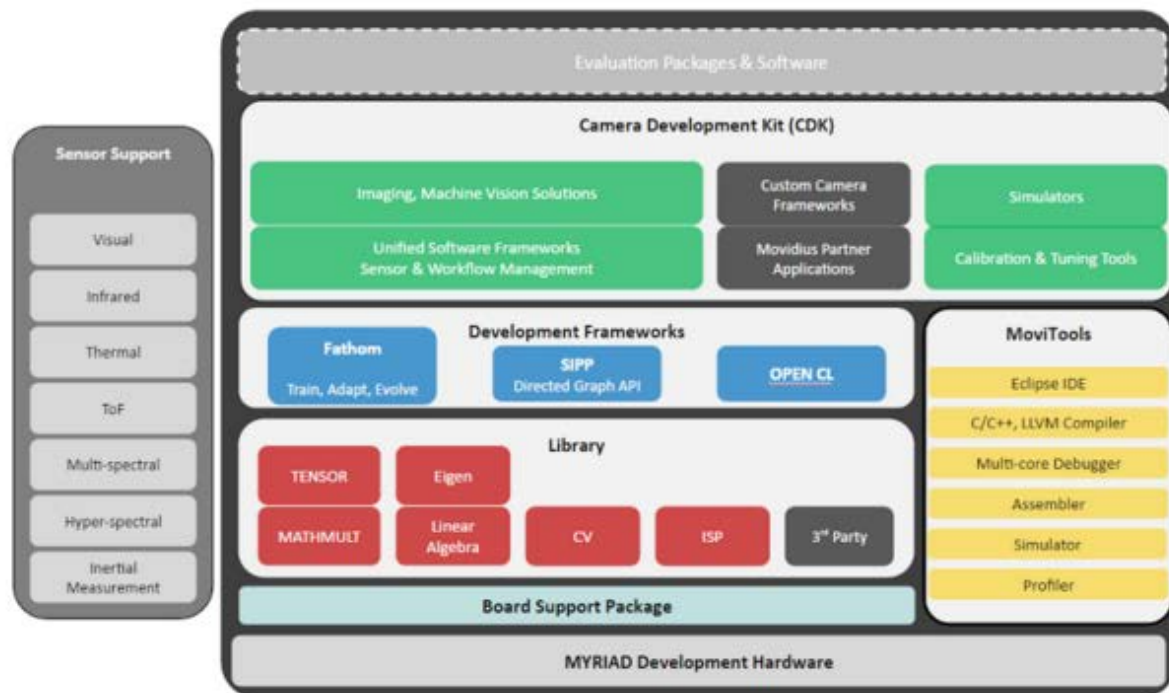 Evaluation Packages & Software
Camera Development Kit (CDK)
Imaging, Machine Vision Solutions
Custom Camera
Frameworks
Simulators
Unified Software Frameworks
Sensor & Workflow Management
Movidius Partner
Applications
Calibration & Tuning Tools
Sensor Support
Visual
Infrared
Thermal
ToF
Multi-spectral
Hyper-spectral
Inertial
Measurement
Development Frameworks
Fathom
Train, Adapt, Evolve
SIPP
Directed Graph API
OPEN CL
Library
TENSOR
Eigen
MATHMULT
Linear
Algebra
CV
ISP
3rd Party
Board Support Package
MoviTools
Eclipse IDE
C/C++, LLVM Compiler
Multi-core Debugger
Assembler
Simulator
Profiler
MYRIAD Development Hardware